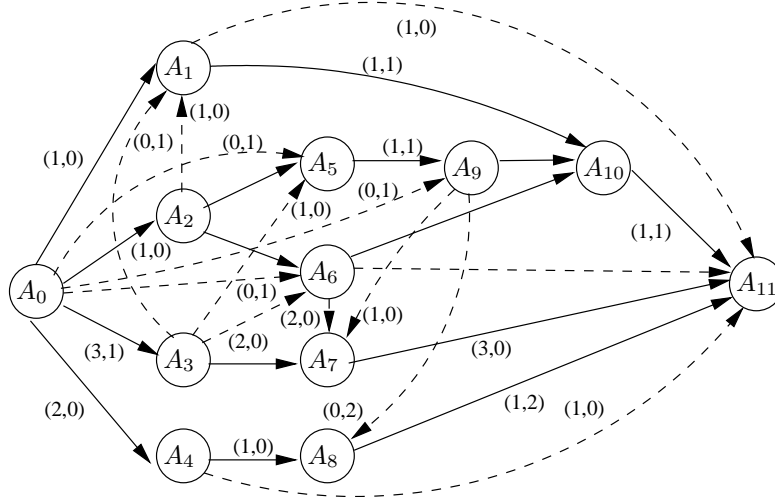 (1,0)
A1
(1,1)
(1,0)
(0,1)
(0,1)
(1,1)
(1,0)
A5
A9
A10
(0,1)
A2
(1,0)
(1,0)
(1,1)
A6
A0
(0,1)
A11
(2,0)
(1,0)
(3,1)
(2,0)
(3,0)
A3
A7
(2,0)
(0,2)
(1,2)
(1,0)
(1,0)
A4
A8